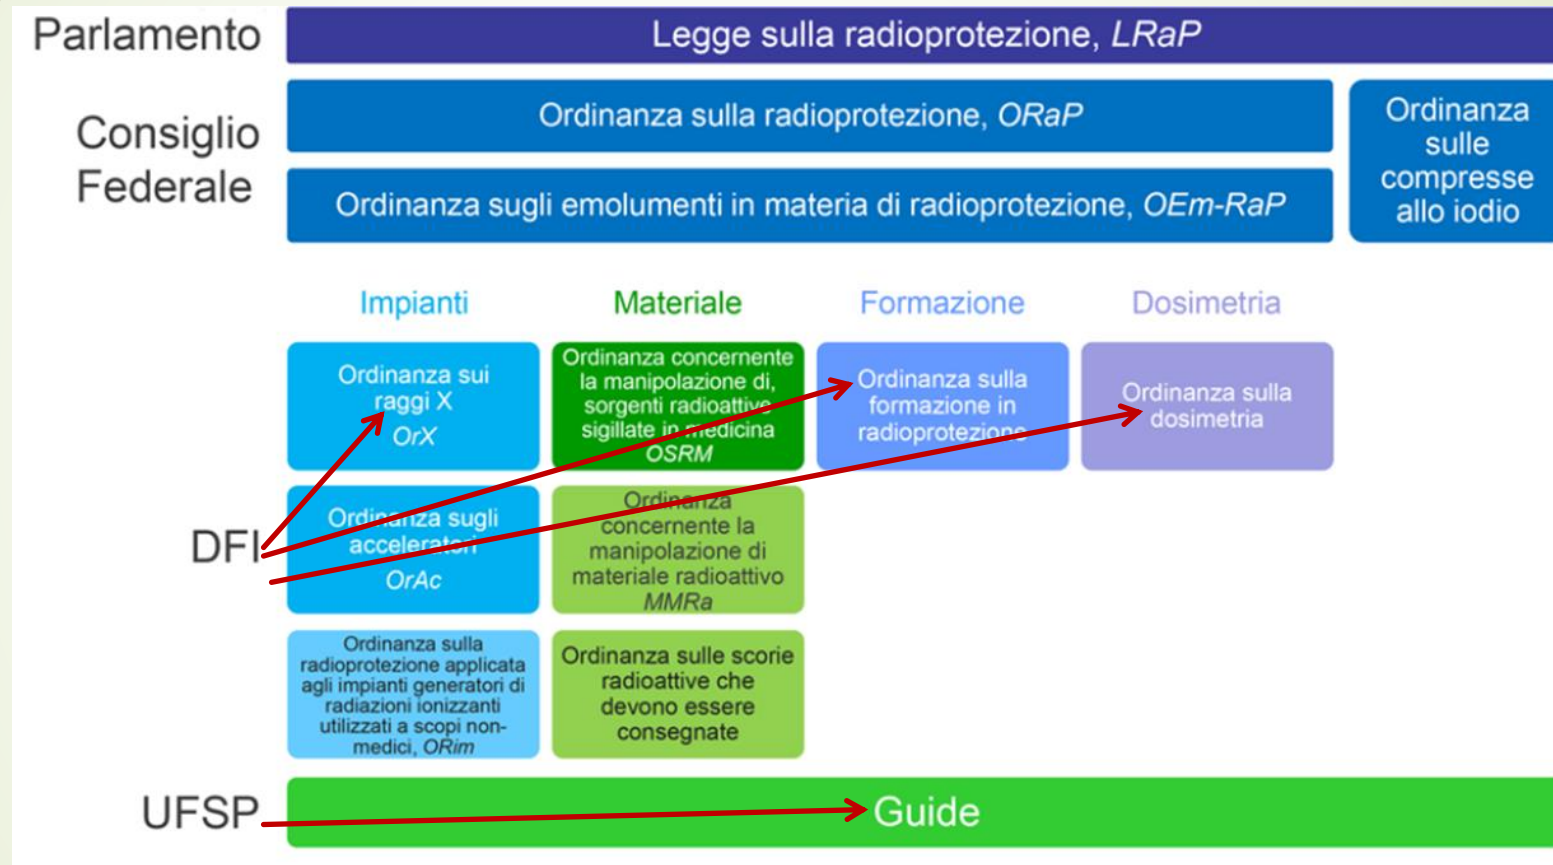 Parlamento
Legge sulla radioprotezione, LRaP
Consiglio
Federale
Ordinanza sulla radioprotezione, ORaP
Ordinanza sugli emolumenti in materia di radioprotezione, OEm-RaP
Ordinanza
sulle
compresse
allo iodio
Impianti
Materiale
Formazione
Dosimetria
Ordinanza sui
raggi X
OrX
Ordinanza concernente
la manipolazione di,
sorgenti radioattive
sigillate in medicina
OSRM
Ordinanza sulla
formazione in
radioprotezione
Ordinanza sulla
dosimetria
DFI
Ordinanza sugli
acceleratori
OrAc
Ordinanza
concernente la
manipolazione di
materiale radioattivo
MMRa
Ordinanza sulla
radioprotezione applicata
agli impianti generatori di
radiazioni ionizzanti
utilizzati a scopi non-
medici, ORim
Ordinanza sulle scorie
radioattive che
devono essere
consegnate
UFSP
Guide